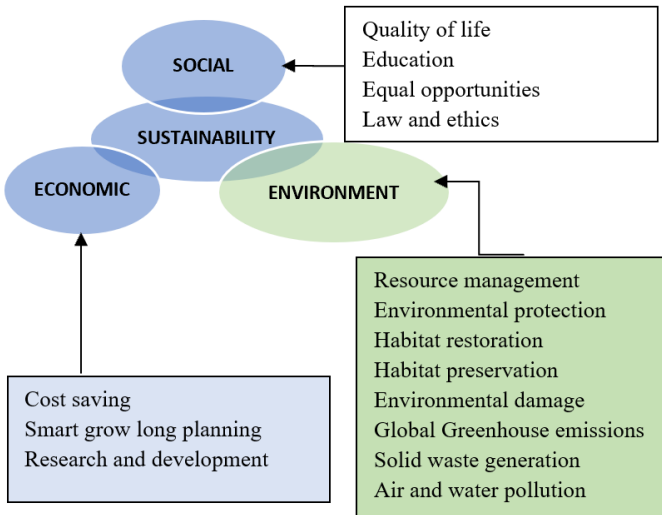 SOCIAL
SUSTAINABILITY
ECONOMIC
ENVIRONMENT
Quality of life
Education
Equal opportunities
Law and ethics
Cost saving
Smart grow long planning
Research and development
Resource management
Environmental protection
Habitat restoration
Habitat preservation
Environmental damage
Global Greenhouse emissions
Solid waste generation
Air and water pollution